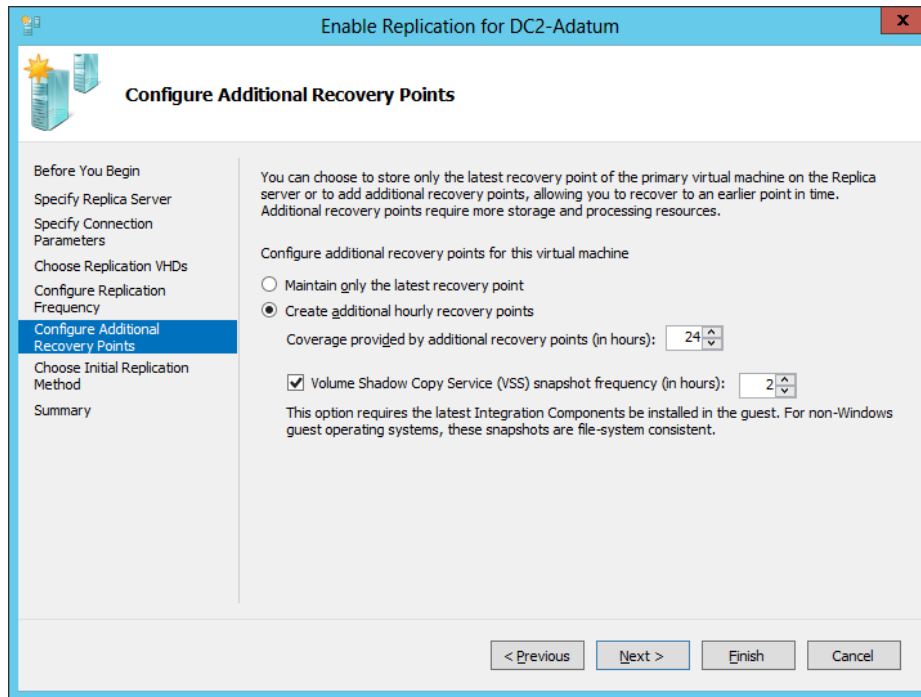 Enable Replication for DC2-Adatum
x
Configure Additional Recovery Points
Before You Begin
Specify Replica Server
Specify Connection
Parameters
Choose Replication VHDs
Configure Replication
Frequency
Configure Additional
Recovery Points
Choose Initial Replication
Method
Summary
You can choose to store only the latest recovery point of the primary virtual machine on the Replica
server or to add additional recovery points, allowing you to recover to an earlier point in time.
Additional recovery points require more storage and processing resources.
Configure additional recovery points for this virtual machine
Maintain only the latest recovery point
Create additional hourly recovery points
Coverage provided by additional recovery points (in hours): 24
Volume Shadow Copy Service (VSS) snapshot frequency (in hours): 2
This option requires the latest Integration Components be installed in the guest. For non-Windows
guest operating systems, these snapshots are file-system consistent.
< Previous Next > Finish Cancel